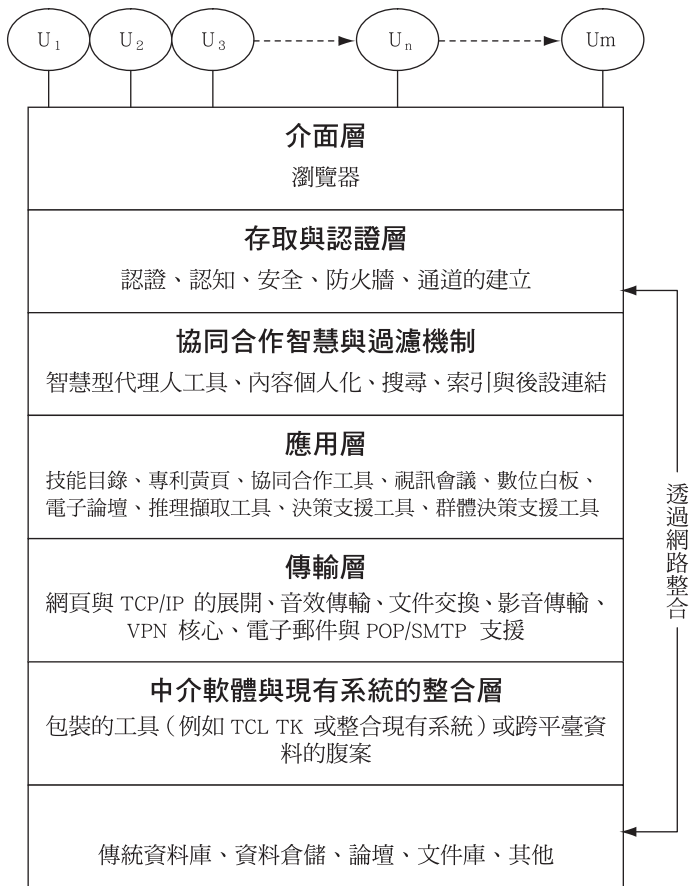 U1 U2 U3 Un Um
介面層
瀏覽器
存取與認證層
認證、認知、安全、防火牆、通道的建立
協同合作智慧與過濾機制
智慧型代理人工具、內容個人化、搜尋、索引與後設連結
應用層
技能目錄、專利黃頁、協同合作工具、視訊會議、數位白板、
電子論壇、推理擷取工具、決策支援工具、群體決策支援工具
傳輸層
網頁與 TCP/IP 的展開、音效傳輸、文件交換、影音傳輸、
VPN 核心、電子郵件與 POP/SMTP 支援
中介軟體與現有系統的整合層
包裝的工具（例如 TCL TK 或整合現有系統）或跨平臺資
料的腹案
傳統資料庫、資料倉儲、論壇、文件庫、其他
透過網路整合